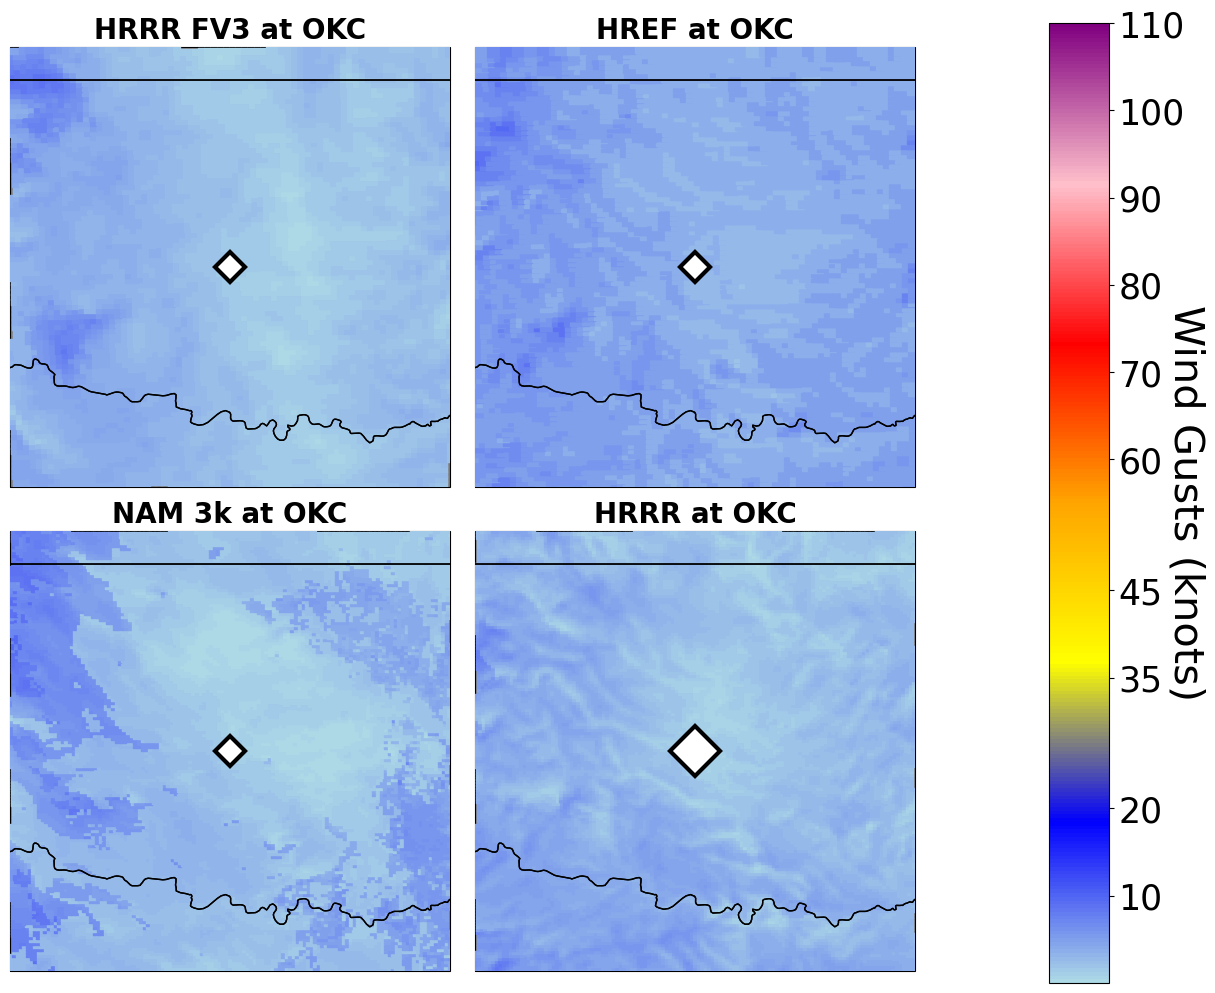 HRRR FV3 at OKC
HREF at OKC
NAM 3k at OKC
HRRR at OKC
110
100
90
80
70
60
45
35
20
10
Wind Gusts (knots)